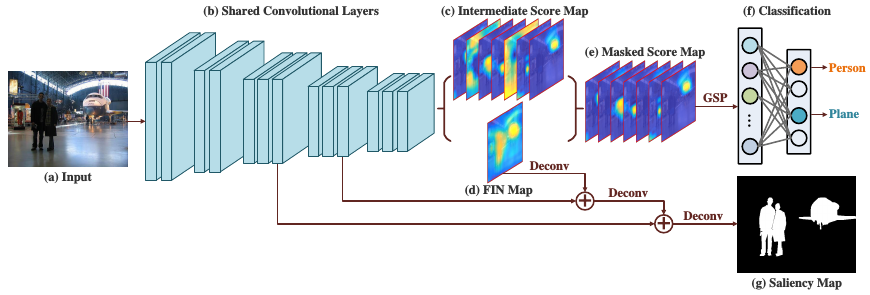 (b) Shared Convolutional Layers
(c) Intermediate Score Map
(f) Classification
(e) Masked Score Map
Person
GSP
Plane
(a) Input
Deconv
(d) FIN Map
Deconv
Deconv
(g) Saliency Map